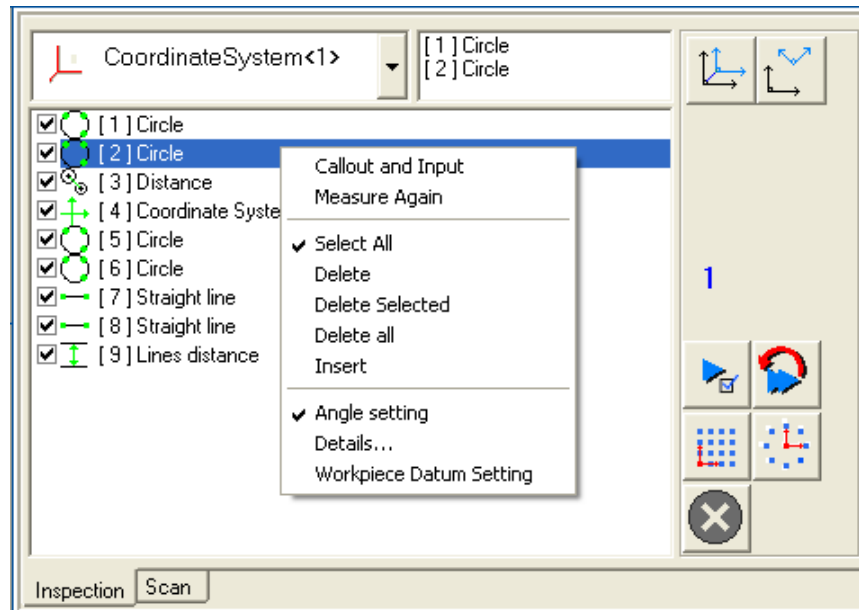 CoordinateSystem<1>
[ 1 ] Circle
[ 2 ] Circle
[ 1 ] Circle
[ 2 ] Circle
[ 3 ] Distance
[ 4 ] Coordinate Syste
[ 5 ] Circle
[ 6 ] Circle
[ 7 ] Straight line
[ 8 ] Straight line
[ 9 ] Lines distance
Callout and Input
Measure Again
Select All
Delete
Delete Selected
Delete all
Insert
Angle setting
Details...
Workpiece Datum Setting
1
Inspection
Scan